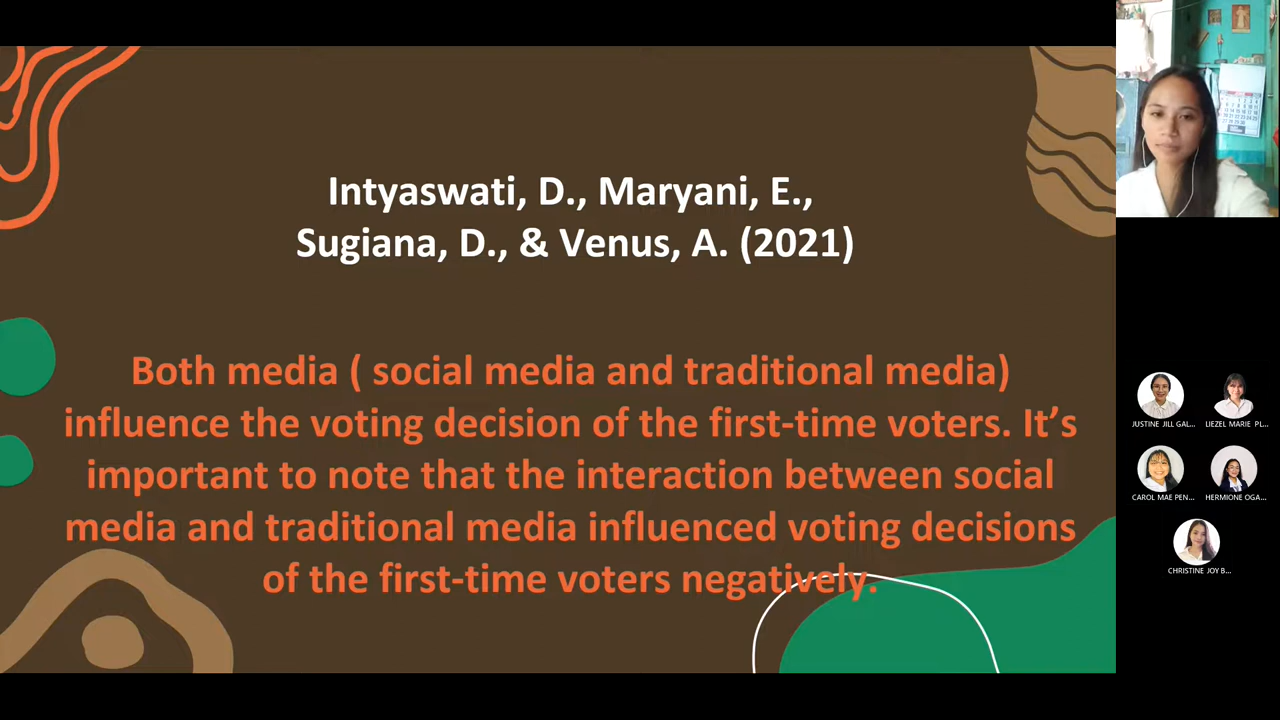 Intyaswati, D., Maryani, E.,
Sugiana, D., & Venus, A. (2021)
Both media ( social media and traditional media)
influence the voting decision of the first-time voters. It’s
important to note that the interaction between social
media and traditional media influenced voting decisions
of the first-time voters negatively.
JUSTINE JILL GAL...
LIEZEL MARIE PL...
CAROL MAE PEN...
HERMIONE OGA...
CHRISTINE JOY B...